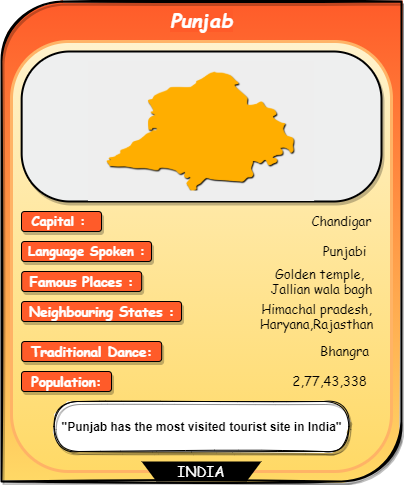 Punjab
Capital : Chandigar
Language Spoken : Punjabi
Famous Places : Golden temple,
Jallian wala bagh
Neighbouring States : Himachal pradesh,
Haryana,Rajasthan
Traditional Dance: Bhangra
Population: 2,77,43,338
"Punjab has the most visited tourist site in India"
INDIA